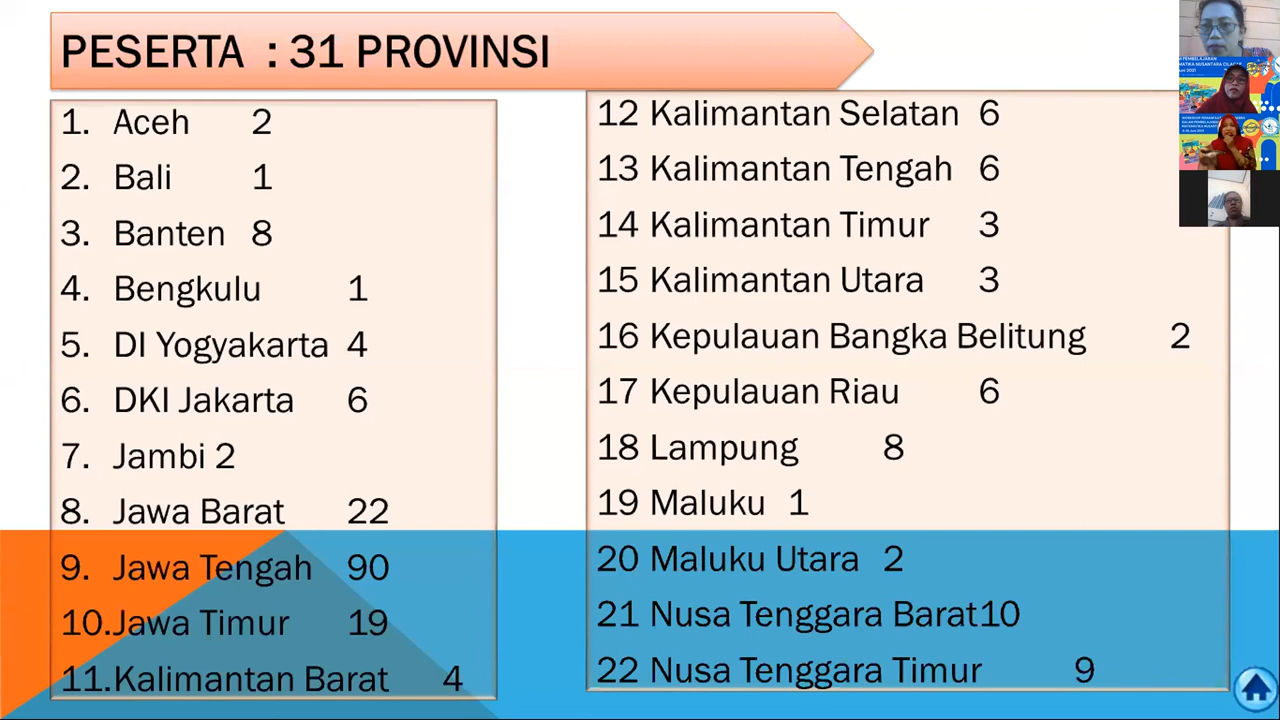 PESERTA : 31 PROVINSI
1. Aceh 2
2. Bali 1
3. Banten 8
4. Bengkulu 1
5. DI Yogyakarta 4
6. DKI Jakarta 6
7. Jambi 2
8. Jawa Barat 22
9. Jawa Tengah 90
10.Jawa Timur 19
11.Kalimantan Barat 4
12 Kalimantan Selatan 6
13 Kalimantan Tengah 6
14 Kalimantan Timur 3
15 Kalimantan Utara 3
16 Kepulauan Bangka Belitung 2
17 Kepulauan Riau 6
18 Lampung 8
19 Maluku 1
20 Maluku Utara 2
21 Nusa Tenggara Barat10
22 Nusa Tenggara Timur 9